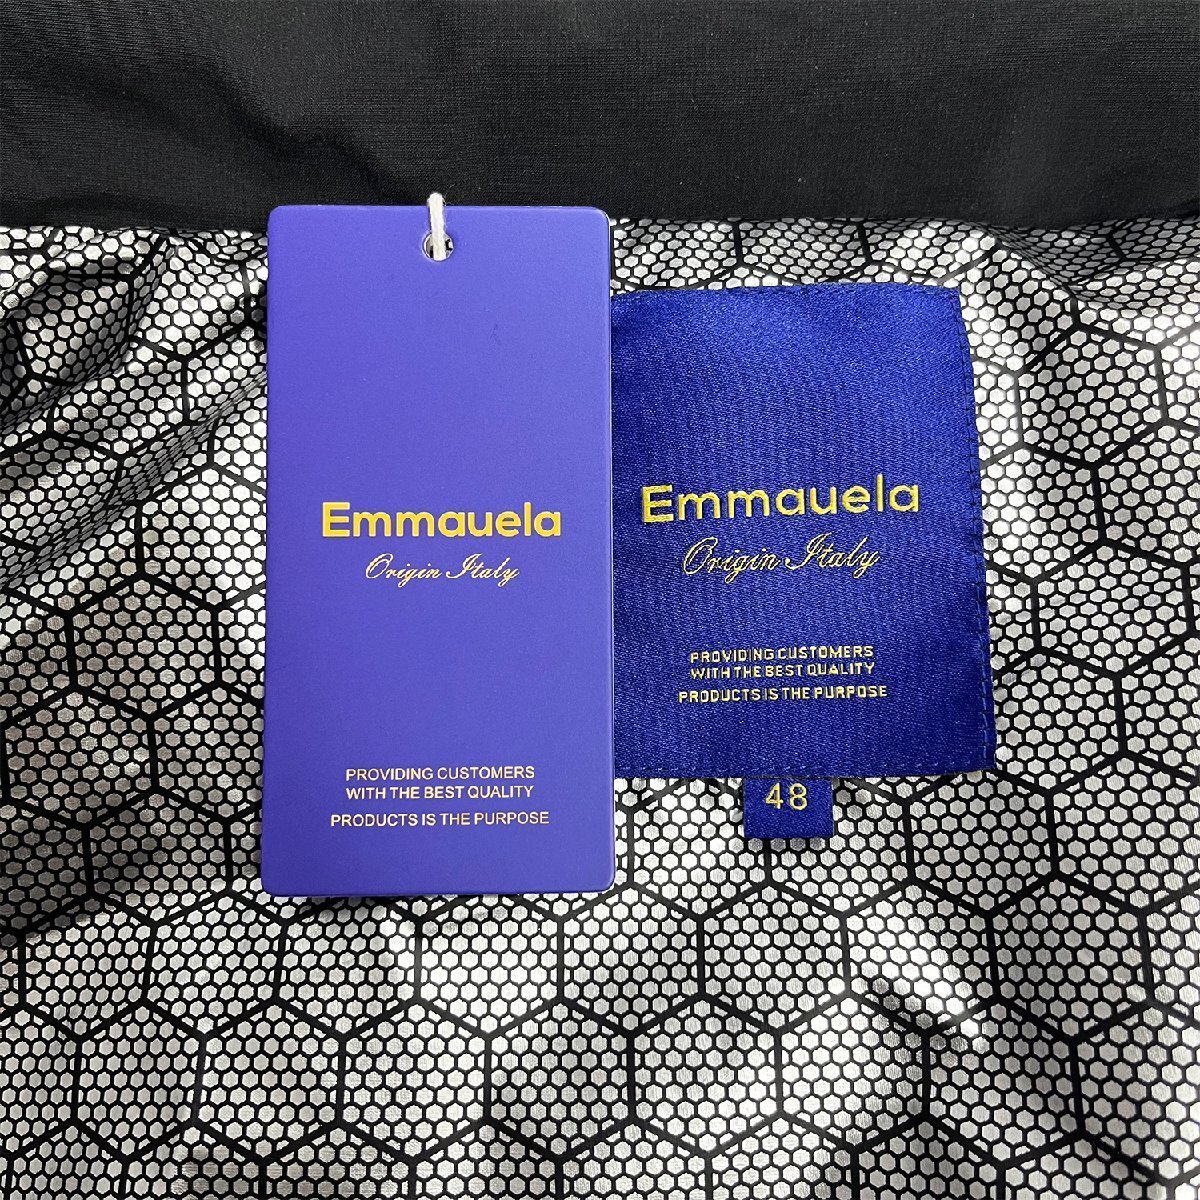 Emmauela
Origin Italy
PROVIDING CUSTOMERS
WITH THE BEST QUALITY
PRODUCTS IS THE PURPOSE
Emmauela
Origin Italy
PROVIDING CUSTOMERS
WITH THE BEST QUALITY
PRODUCTS IS THE PURPOSE
48